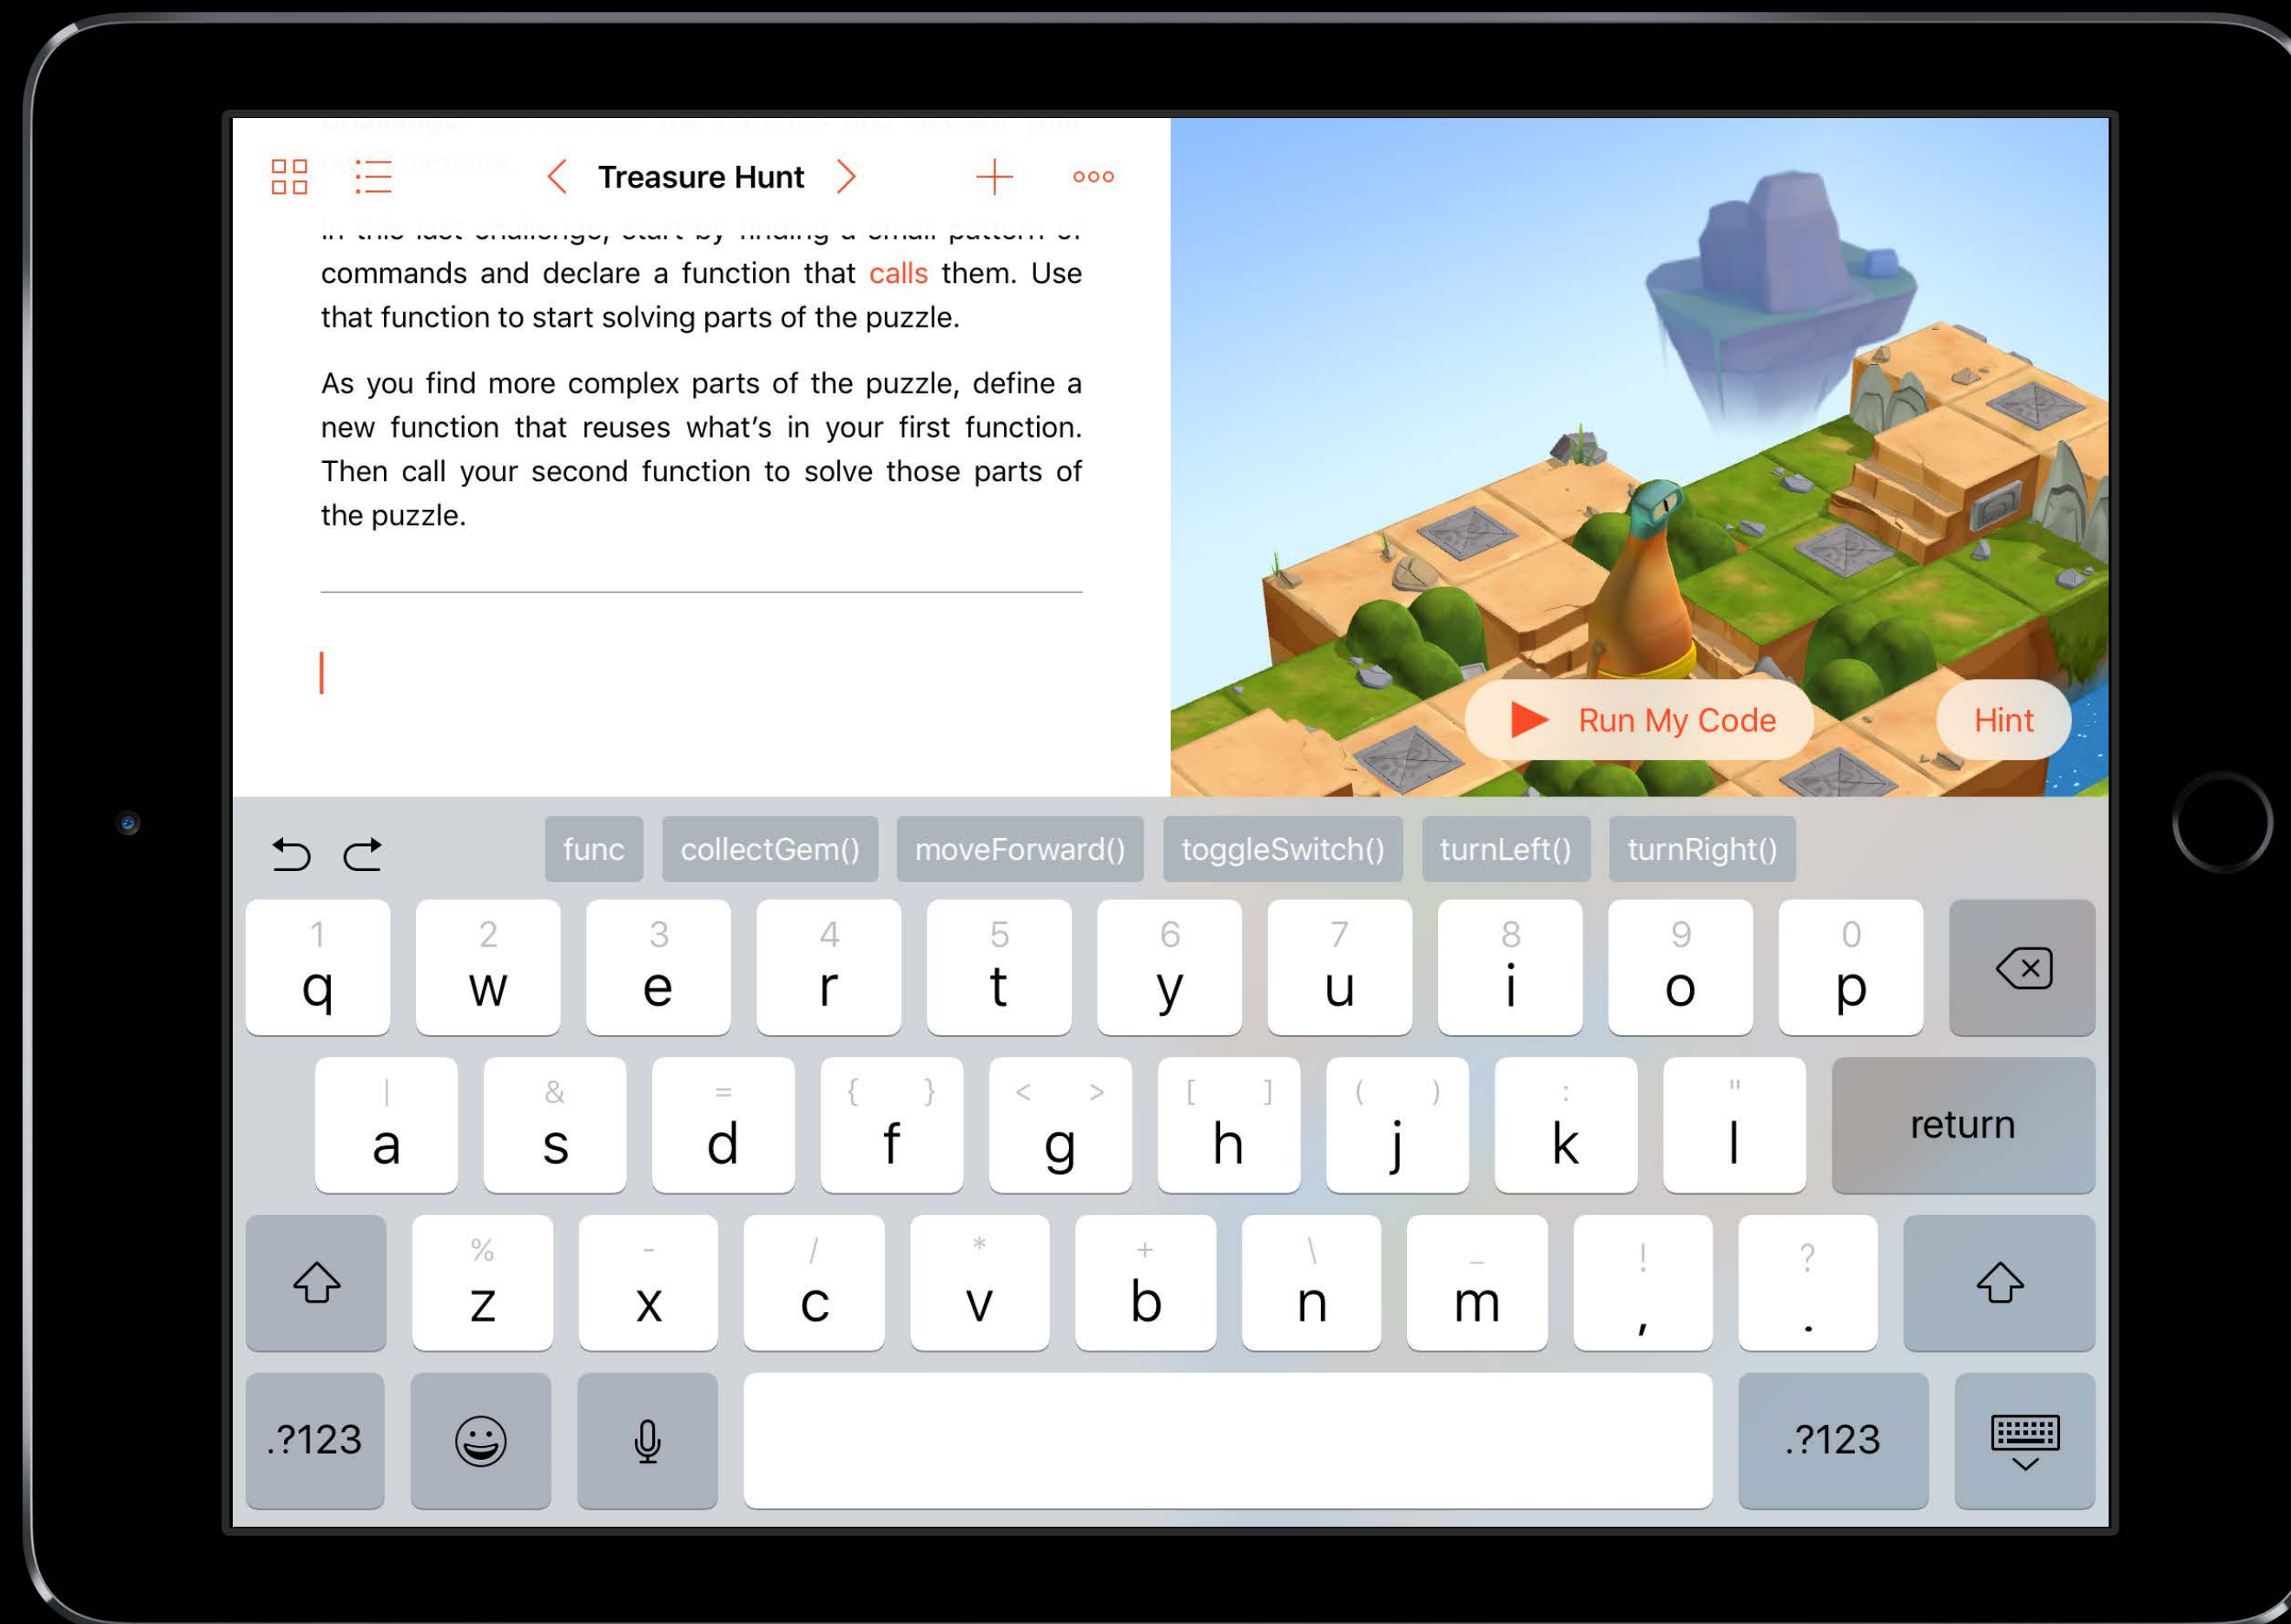 Treasure Hunt
commands and declare a function that calls them. Use
that function to start solving parts of the puzzle.
As you find more complex parts of the puzzle, define a
new function that reuses what's in your first function.
Then call your second function to solve those parts of
the puzzle.
Run My Code
Hint
func collectGem() moveForward() toggleSwitch() turnLeft() turnRight()
1 2 3 4 5 6 7 8 9 0
q w e r t y u i o p
| & = { } < > [ ] ( ) : "
a s d f g h j k l return
% - / * + \ _ ! ?
z x c v b n m , .
.?123 .?123